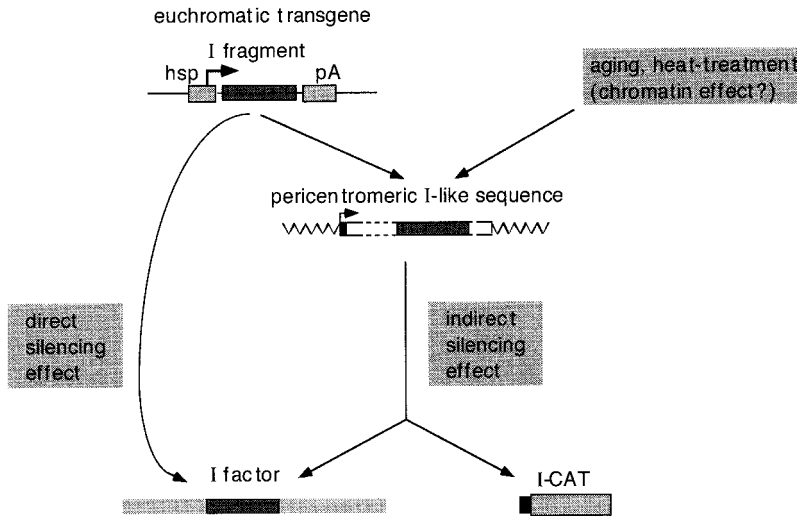 euchromatic transgene
I fragment
hsp
pA
aging, heat-treatment
(chromatin effect?)
pericentromeric I-like sequence
direct
silencing
effect
indirect
silencing
effect
I factor
I-CAT